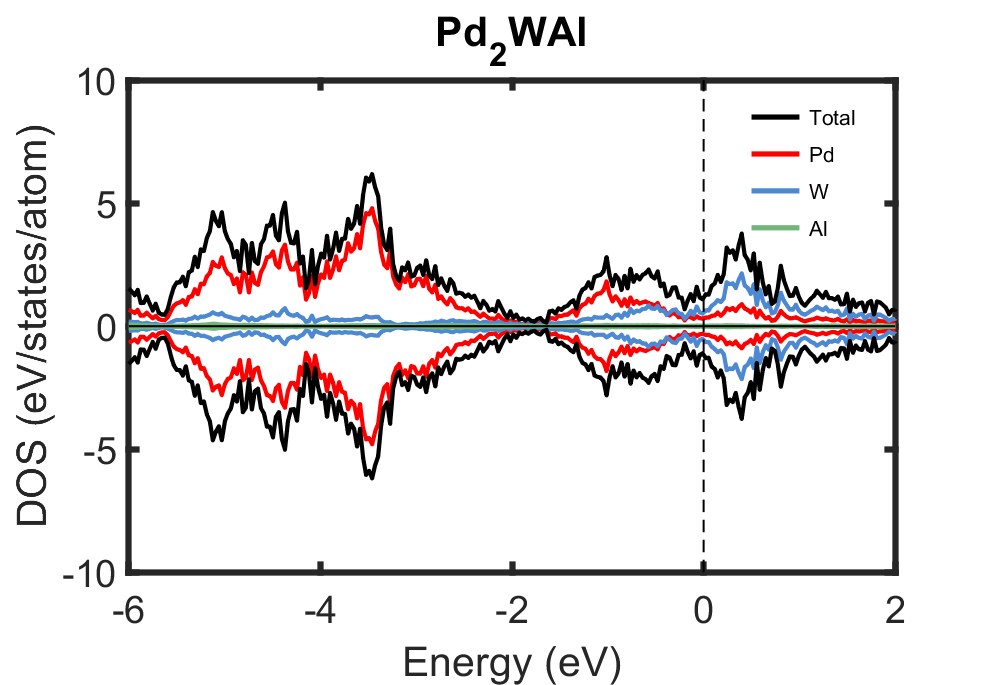 Pd₂WAl
10
5
0
-5
-10
DOS (eV/states/atom)
Total
Pd
W
Al
-6 -4 -2 0 2
Energy (eV)